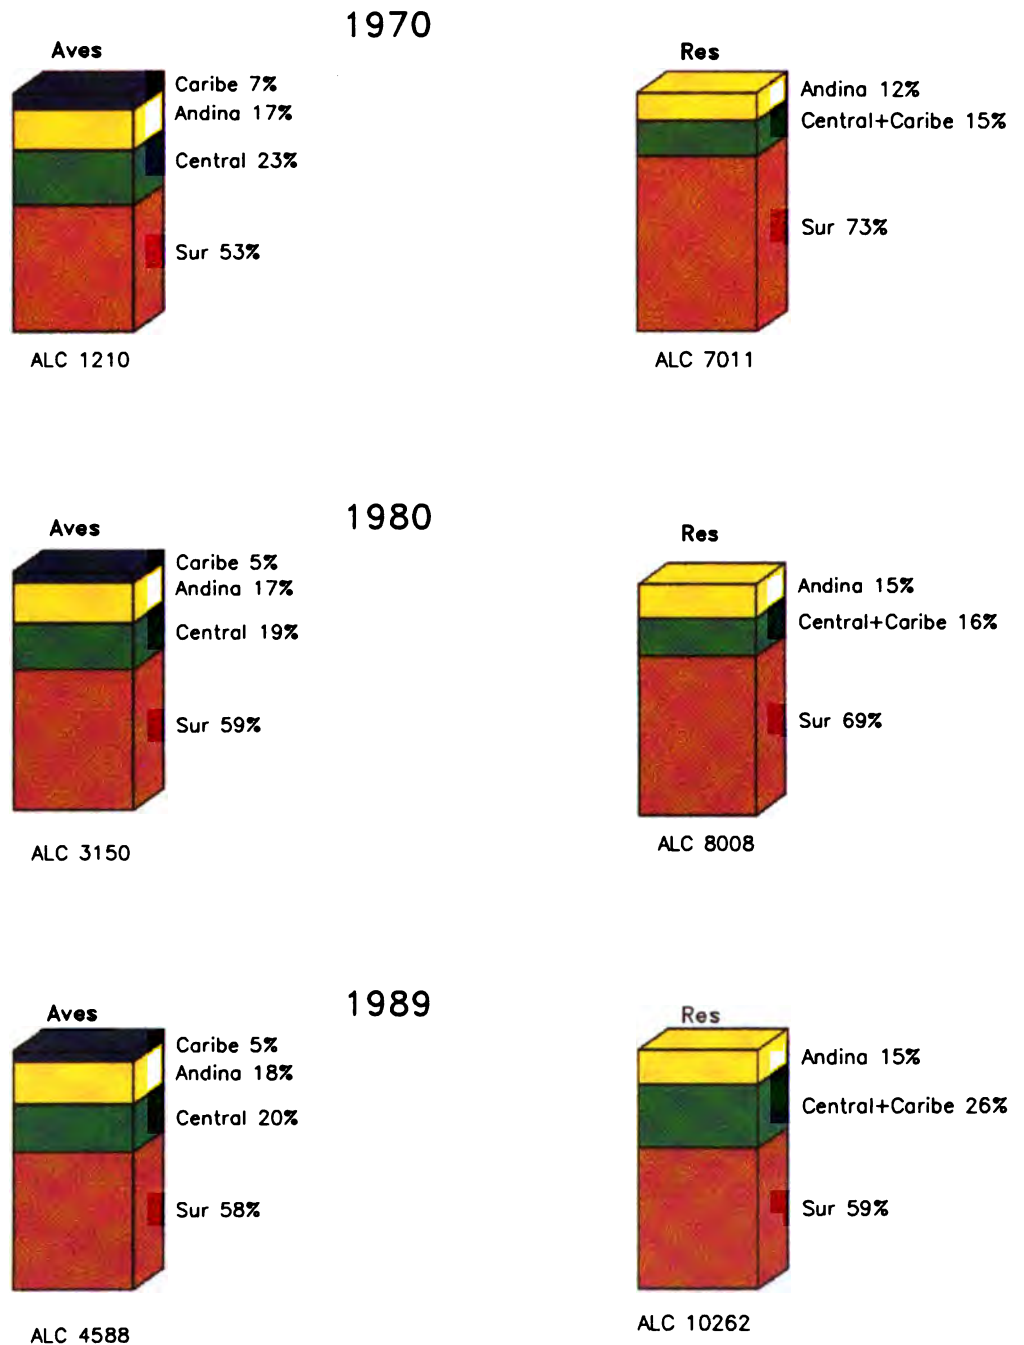 1970
Aves
Caribe 7%
Andina 17%
Central 23%
Sur 53%
ALC 1210
Res
Andina 12%
Central+Caribe 15%
Sur 73%
ALC 7011
1980
Aves
Caribe 5%
Andina 17%
Central 19%
Sur 59%
ALC 3150
Res
Andina 15%
Central+Caribe 16%
Sur 69%
ALC 8008
1989
Aves
Caribe 5%
Andina 18%
Central 20%
Sur 58%
ALC 4588
Res
Andina 15%
Central+Caribe 26%
Sur 59%
ALC 10262